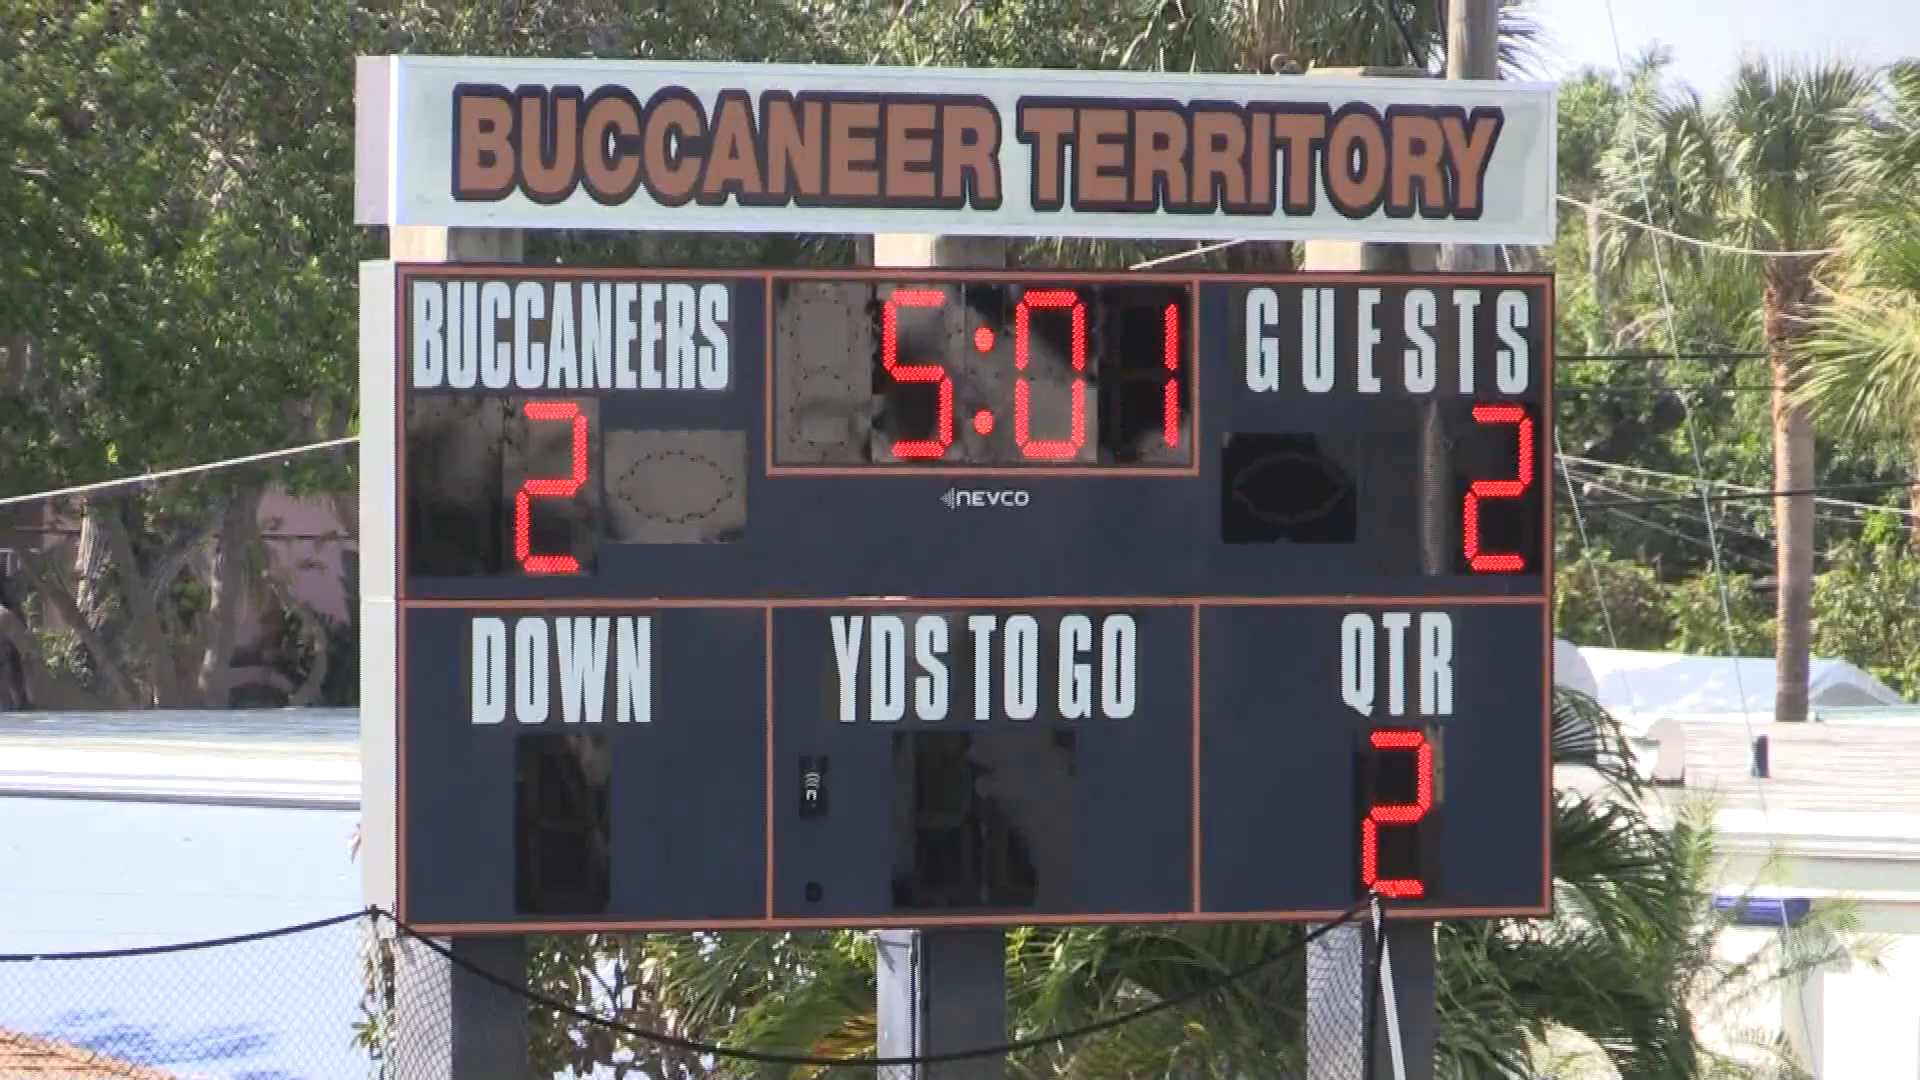 BUCCANEER TERRITORY
BUCCANEERS 5:01 GUESTS
2 2
NEVCO
DOWN YDS TO GO QTR
2